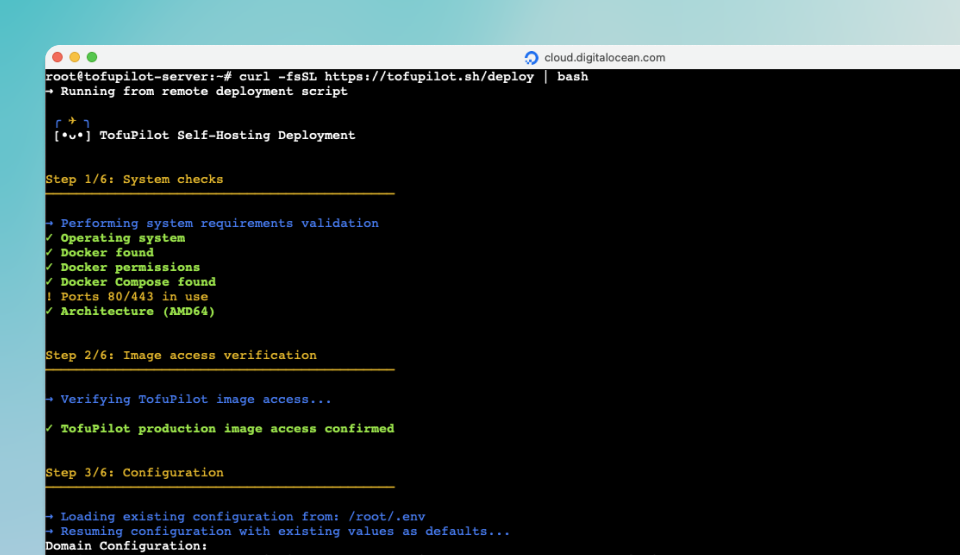 cloud.digitalocean.com
root@tofupilot-server:~# curl -fsSL https://tofupilot.sh/deploy | bash
→ Running from remote deployment script
╭ ✈ ╮
[•ᴗ•] TofuPilot Self-Hosting Deployment
Step 1/6: System checks
→ Performing system requirements validation
✓ Operating system
✓ Docker found
✓ Docker permissions
✓ Docker Compose found
! Ports 80/443 in use
✓ Architecture (AMD64)
Step 2/6: Image access verification
→ Verifying TofuPilot image access...
✓ TofuPilot production image access confirmed
Step 3/6: Configuration
→ Loading existing configuration from: /root/.env
→ Resuming configuration with existing values as defaults...
Domain Configuration: